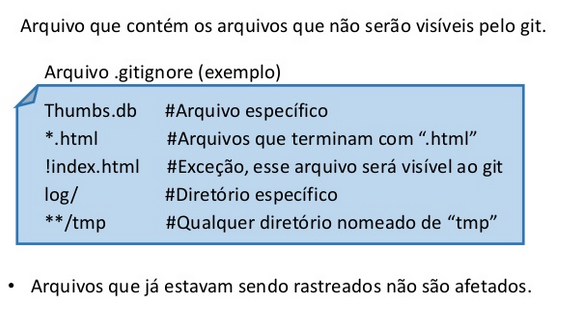 Arquivo que contém os arquivos que não serão visíveis pelo git.
Arquivo .gitignore (exemplo)
Thumbs.db #Arquivo específico
*.html #Arquivos que terminam com “.html”
!index.html #Exceção, esse arquivo será visível ao git
log/ #Diretório específico
**/tmp #Qualquer diretório nomeado de “tmp”
• Arquivos que já estavam sendo rastreados não são afetados.